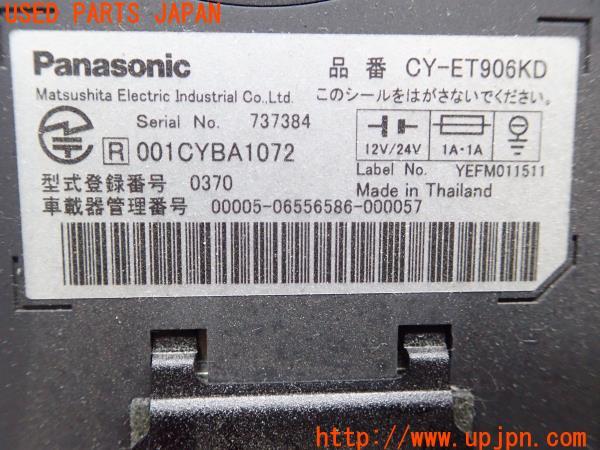 USED PARTS JAPAN
Panasonic
品番 CY-ET906KD
Matsushita Electric Industrial Co.,Ltd.
このシールをはがさないでください。
Serial No. 737384
R 001CYBA1072
12V/24V 1A・1A
Label No. YEFM011511
型式登録番号 0370
Made in Thailand
車載器管理番号 00005-06556586-000057
USED PARTS JAPAN
http://www.upjpn.com